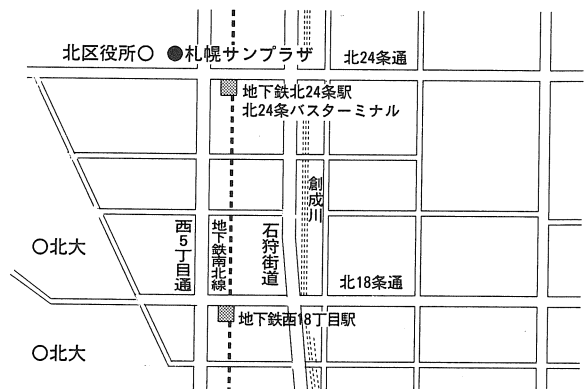 北区役所○ ●札幌サンプラザ
北24条通
地下鉄北24条駅
北24条バスターミナル
創成川
西5丁目通
地下鉄南北線
石狩街道
○北大
北18条通
地下鉄西18丁目駅
○北大